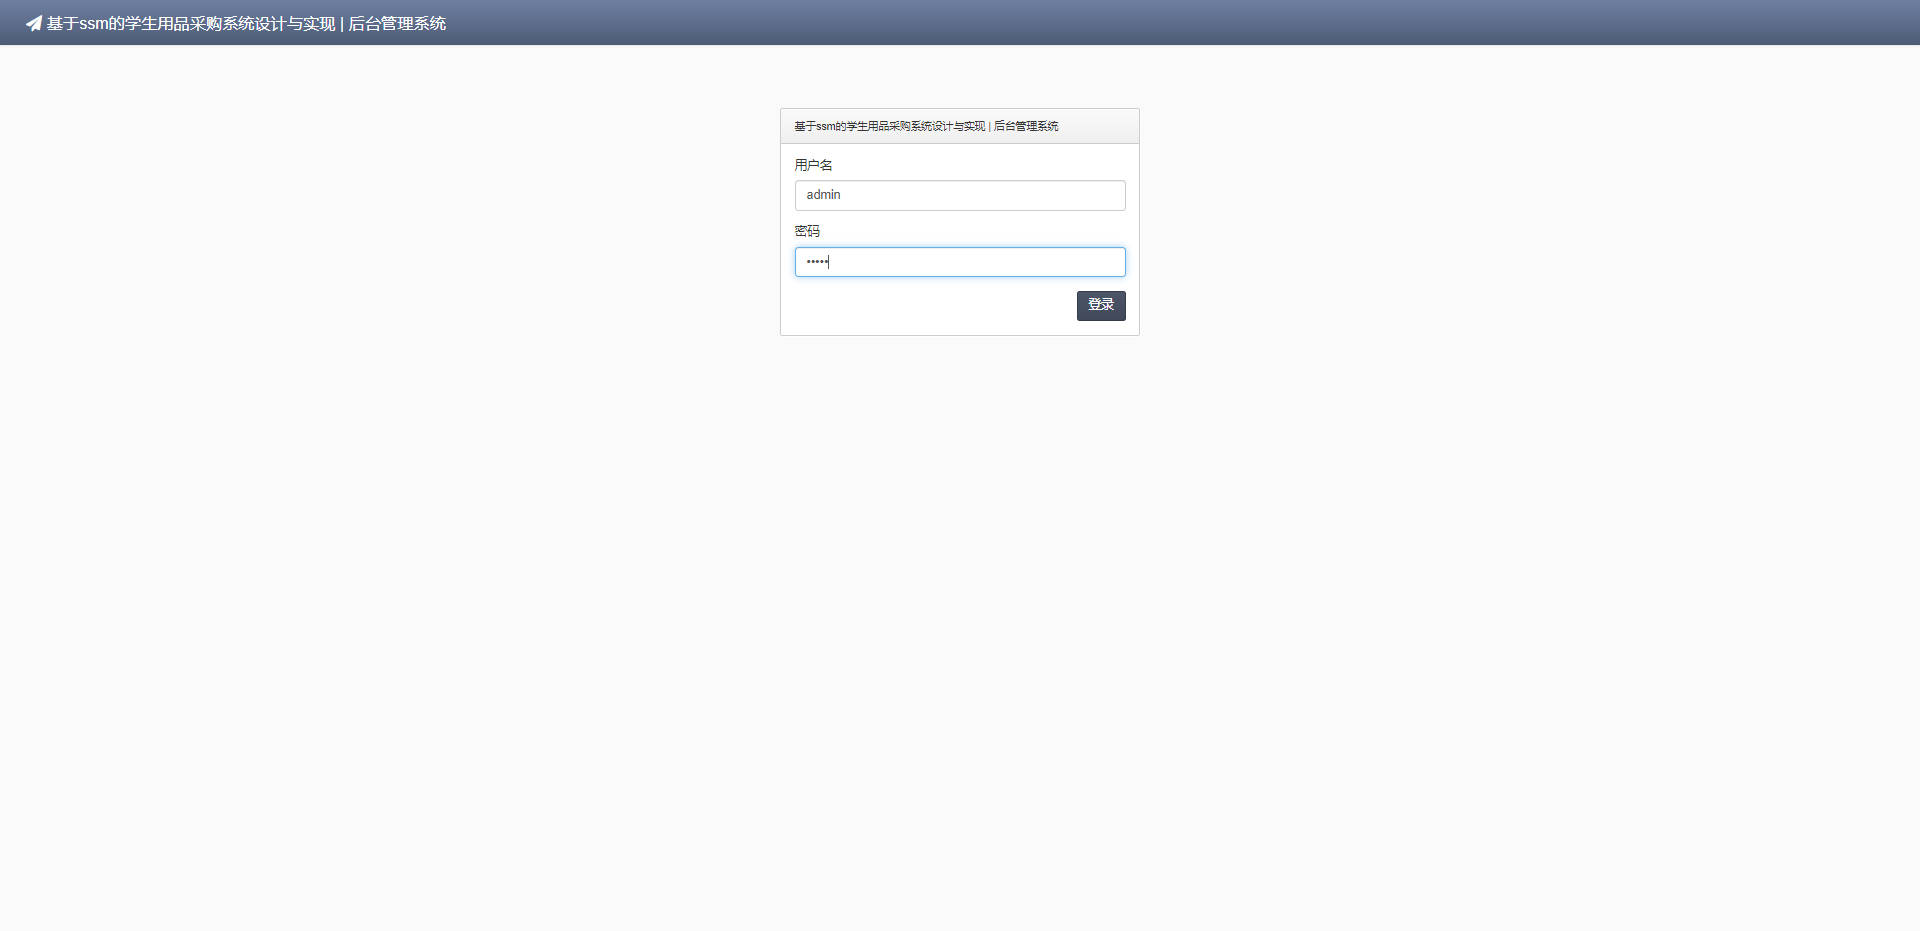 基于ssm的学生用品采购系统设计与实现 | 后台管理系统
基于ssm的学生用品采购系统设计与实现 | 后台管理系统
用户名
admin
密码
•••••
登录